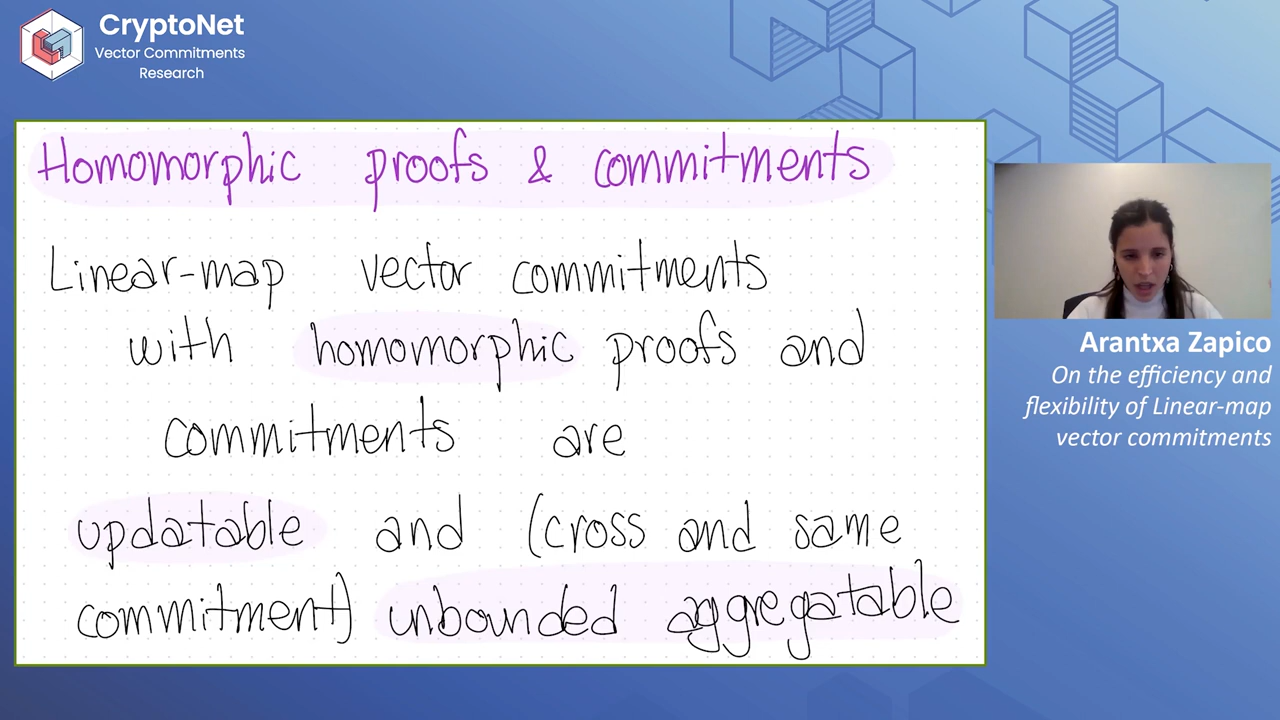 CryptoNet
Vector Commitments
Research
Homomorphic proofs & commitments
Linear-map vector commitments
with homomorphic proofs and
commitments are
updatable and (cross and same
commitment) unbounded aggregatable
Arantxa Zapico
On the efficiency and
flexibility of Linear-map
vector commitments